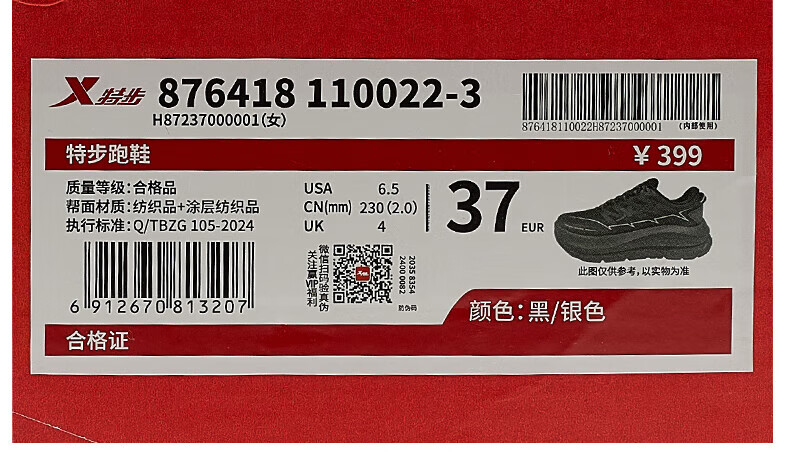 特步 876418 110022-3
H87237000001(女)
876418110022H87237000001 (内部使用)
特步跑鞋 ¥ 399
质量等级:合格品
帮面材质:纺织品+涂层纺织品
执行标准:Q/TBZG 105-2024
USA 6.5
CN(mm) 230(2.0)
UK 4
37 EUR
6 912670 813207
微信扫码验真伪
关注赢VIP福利
2035 8354
2400 0082
防伪码
此图仅供参考,以实物为准
颜色:黑/银色
合格证